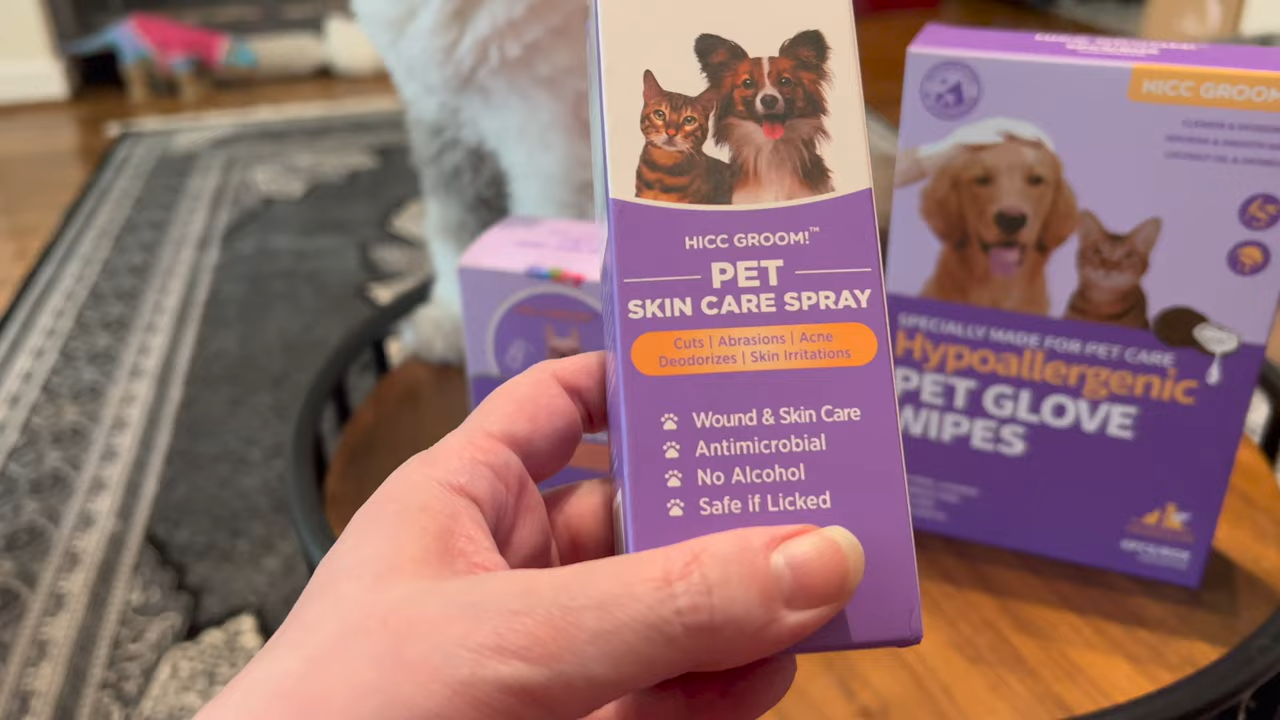 HICC GROOM!™
PET
SKIN CARE SPRAY
Cuts | Abrasions | Acne
Deodorizes | Skin Irritations
Wound & Skin Care
Antimicrobial
No Alcohol
Safe if Licked
HICC GROOM
SPECIALLY MADE FOR PET CARE
Hypoallergenic
PET GLOVE
WIPES